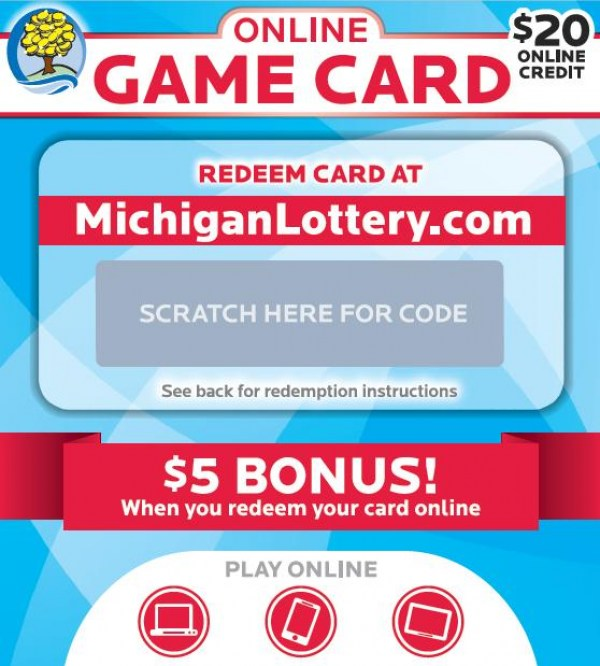 ONLINE
GAME CARD
$20
ONLINE
CREDIT
REDEEM CARD AT
MichiganLottery.com
SCRATCH HERE FOR CODE
See back for redemption instructions
$5 BONUS!
When you redeem your card online
PLAY ONLINE